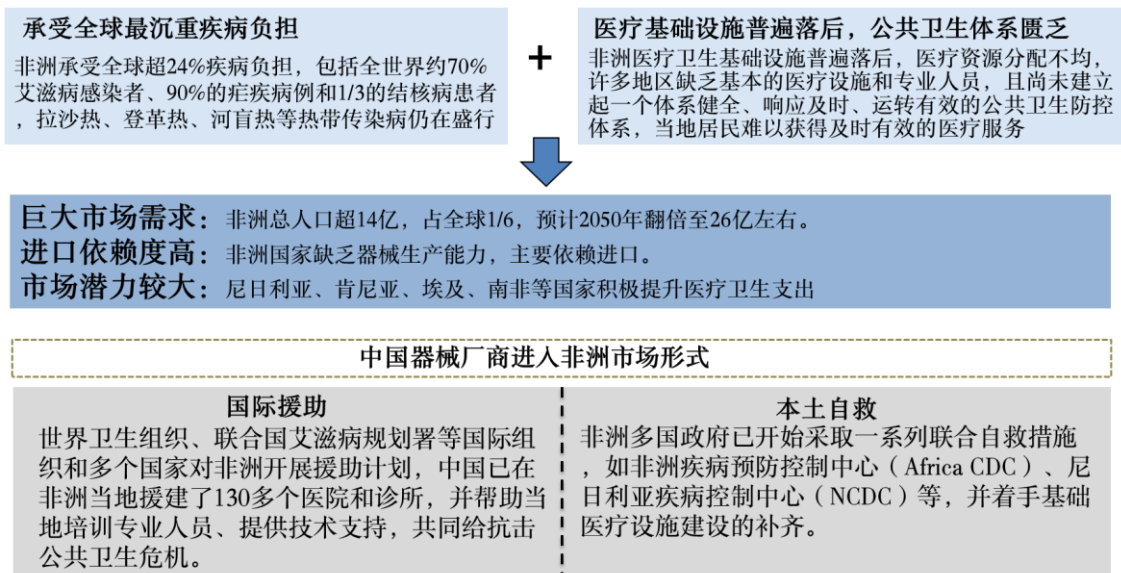 承受全球最沉重疾病负担
非洲承受全球超24%疾病负担，包括全世界约70%
艾滋病感染者、90%的疟疾病例和1/3的结核病患者
，拉沙热、登革热、河盲热等热带传染病仍在盛行
+
医疗基础设施普遍落后，公共卫生体系匮乏
非洲医疗卫生基础设施普遍落后，医疗资源分配不均，
许多地区缺乏基本的医疗设施和专业人员，且尚未建立
起一个体系健全、响应及时、运转有效的公共卫生防控
体系，当地居民难以获得及时有效的医疗服务
巨大市场需求：非洲总人口超14亿，占全球1/6，预计2050年翻倍至26亿左右。
进口依赖度高：非洲国家缺乏器械生产能力，主要依赖进口。
市场潜力较大：尼日利亚、肯尼亚、埃及、南非等国家积极提升医疗卫生支出
中国器械厂商进入非洲市场形式
国际援助
世界卫生组织、联合国艾滋病规划署等国际组
织和多个国家对非洲开展援助计划，中国已在
非洲当地援建了130多个医院和诊所，并帮助当
地培训专业人员、提供技术支持，共同给抗击
公共卫生危机。
本土自救
非洲多国政府已开始采取一系列联合自救措施
，如非洲疾病预防控制中心（Africa CDC）、尼
日利亚疾病控制中心（NCDC）等，并着手基础
医疗设施建设的补齐。